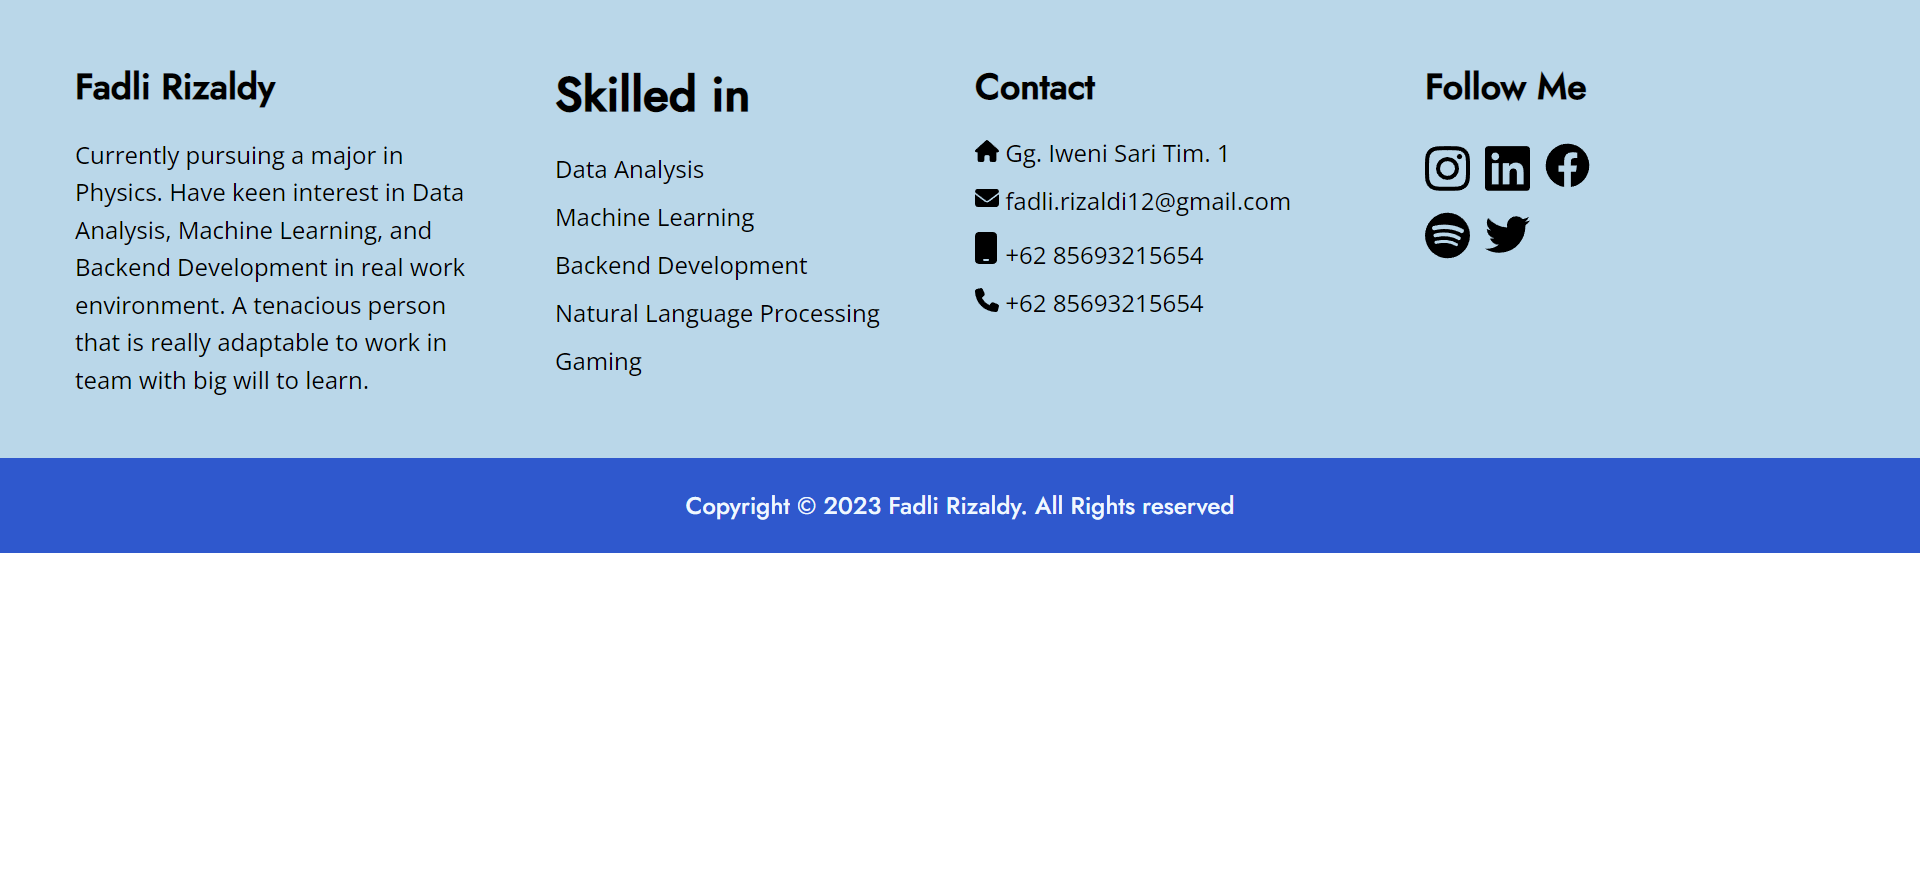 Fadli Rizaldy
Currently pursuing a major in
Physics. Have keen interest in Data
Analysis, Machine Learning, and
Backend Development in real work
environment. A tenacious person
that is really adaptable to work in
team with big will to learn.
Skilled in
Data Analysis
Machine Learning
Backend Development
Natural Language Processing
Gaming
Contact
Gg. Iweni Sari Tim. 1
fadli.rizaldi12@gmail.com
+62 85693215654
+62 85693215654
Follow Me
Copyright © 2023 Fadli Rizaldy. All Rights reserved